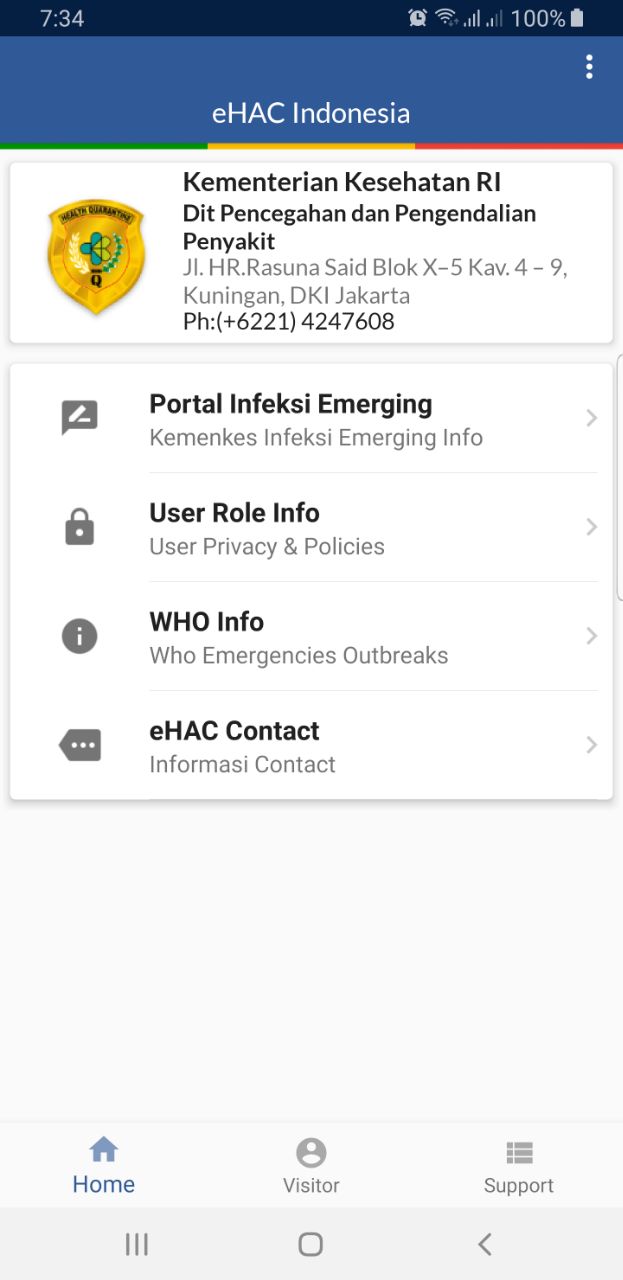 7:34
100%
eHAC Indonesia
HEALTH QUARANTINE
Q
Kementerian Kesehatan RI
Dit Pencegahan dan Pengendalian
Penyakit
Jl. HR.Rasuna Said Blok X–5 Kav. 4 – 9,
Kuningan, DKI Jakarta
Ph:(+6221) 4247608
Portal Infeksi Emerging
Kemenkes Infeksi Emerging Info
User Role Info
User Privacy & Policies
WHO Info
Who Emergencies Outbreaks
eHAC Contact
Informasi Contact
Home
Visitor
Support